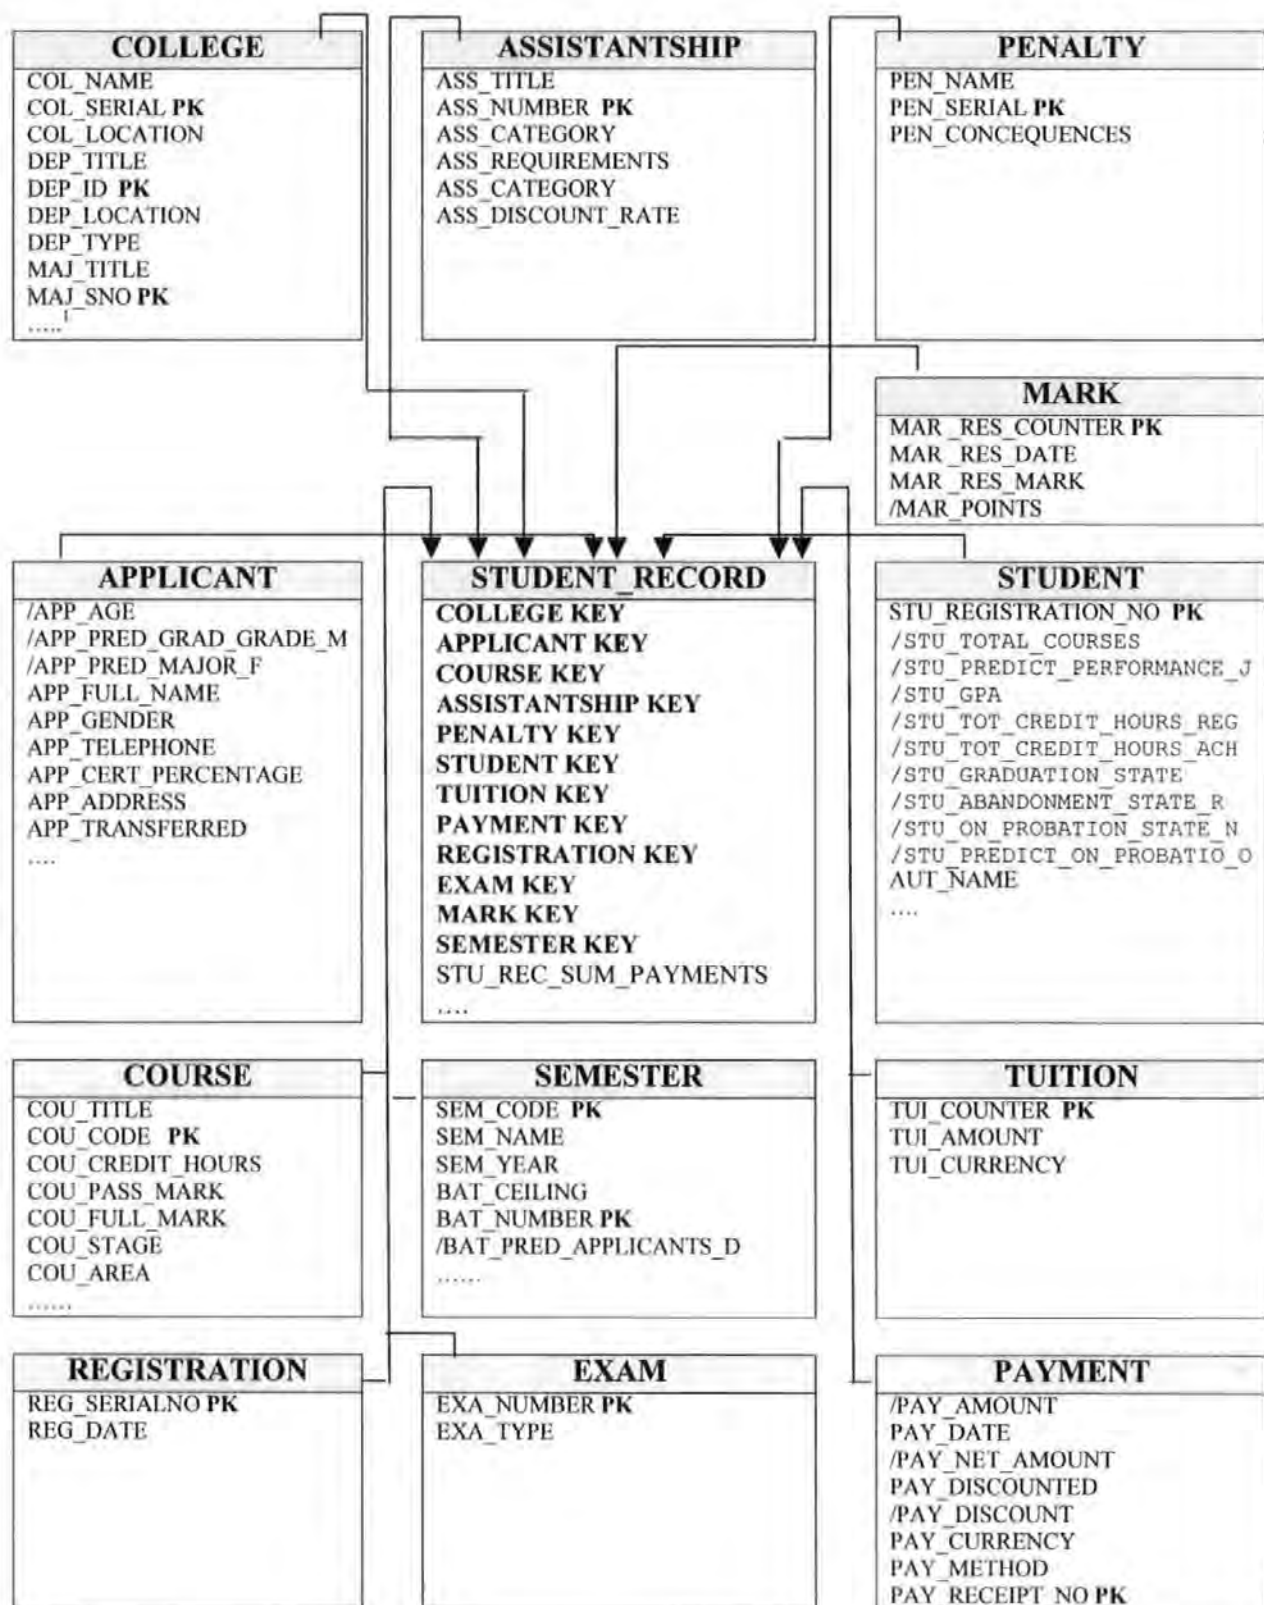 COLLEGE
COL_NAME
COL_SERIAL PK
COL_LOCATION
DEP_TITLE
DEP_ID PK
DEP_LOCATION
DEP_TYPE
MAJ_TITLE
MAJ_SNO PK
.....
ASSISTANTSHIP
ASS_TITLE
ASS_NUMBER PK
ASS_CATEGORY
ASS_REQUIREMENTS
ASS_CATEGORY
ASS_DISCOUNT_RATE
PENALTY
PEN_NAME
PEN_SERIAL PK
PEN_CONCEQUENCES
MARK
MAR_RES_COUNTER PK
MAR_RES_DATE
MAR_RES_MARK
/MAR_POINTS
APPLICANT
/APP_AGE
/APP_PRED_GRAD_GRADE_M
/APP_PRED_MAJOR_F
APP_FULL_NAME
APP_GENDER
APP_TELEPHONE
APP_CERT_PERCENTAGE
APP_ADDRESS
APP_TRANSFERRED
....
STUDENT_RECORD
COLLEGE KEY
APPLICANT KEY
COURSE KEY
ASSISTANTSHIP KEY
PENALTY KEY
STUDENT KEY
TUITION KEY
PAYMENT KEY
REGISTRATION KEY
EXAM KEY
MARK KEY
SEMESTER KEY
STU_REC_SUM_PAYMENTS
....
STUDENT
STU_REGISTRATION_NO PK
/STU_TOTAL_COURSES
/STU_PREDICT_PERFORMANCE_J
/STU_GPA
/STU_TOT_CREDIT_HOURS_REG
/STU_TOT_CREDIT_HOURS_ACH
/STU_GRADUATION_STATE
/STU_ABANDONMENT_STATE_R
/STU_ON_PROBATION_STATE_N
/STU_PREDICT_ON_PROBATIO_O
AUT_NAME
....
COURSE
COU_TITLE
COU_CODE PK
COU_CREDIT_HOURS
COU_PASS_MARK
COU_FULL_MARK
COU_STAGE
COU_AREA
......
SEMESTER
SEM_CODE PK
SEM_NAME
SEM_YEAR
BAT_CEILING
BAT_NUMBER PK
/BAT_PRED_APPLICANTS_D
......
TUITION
TUI_COUNTER PK
TUI_AMOUNT
TUI_CURRENCY
REGISTRATION
REG_SERIALNO PK
REG_DATE
EXAM
EXA_NUMBER PK
EXA_TYPE
PAYMENT
/PAY_AMOUNT
PAY_DATE
/PAY_NET_AMOUNT
PAY_DISCOUNTED
/PAY_DISCOUNT
PAY_CURRENCY
PAY_METHOD
PAY_RECEIPT_NO PK